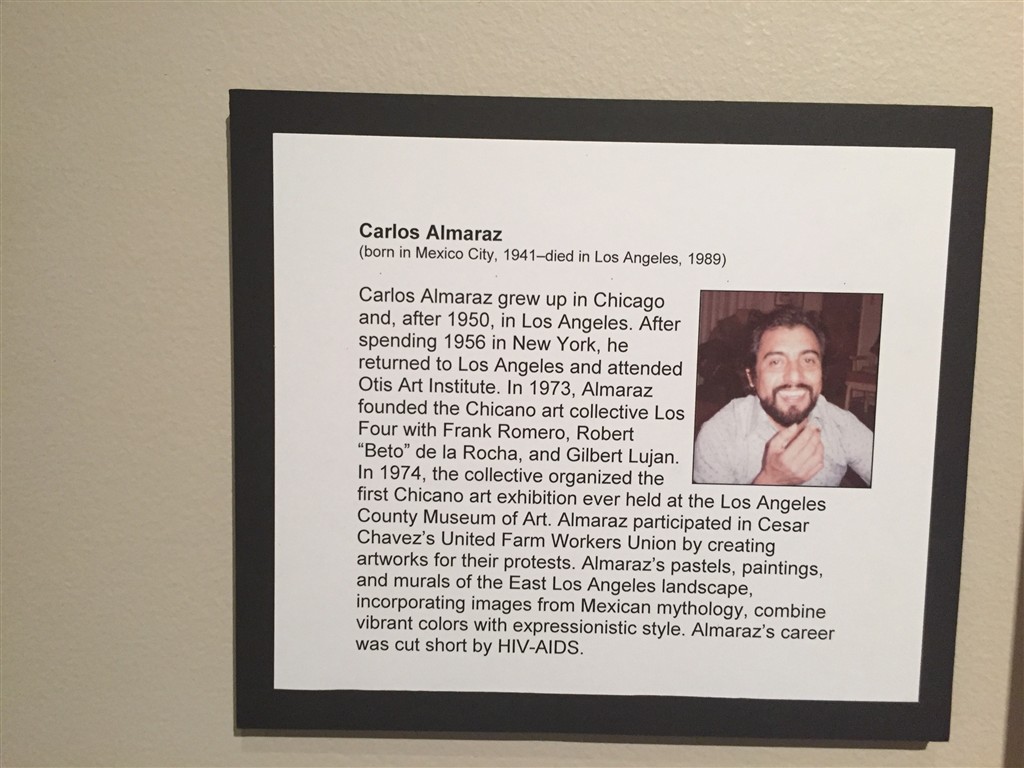 Carlos Almaraz
(born in Mexico City, 1941–died in Los Angeles, 1989)
Carlos Almaraz grew up in Chicago
and, after 1950, in Los Angeles. After
spending 1956 in New York, he
returned to Los Angeles and attended
Otis Art Institute. In 1973, Almaraz
founded the Chicano art collective Los
Four with Frank Romero, Robert
“Beto” de la Rocha, and Gilbert Lujan.
In 1974, the collective organized the
first Chicano art exhibition ever held at the Los Angeles
County Museum of Art. Almaraz participated in Cesar
Chavez’s United Farm Workers Union by creating
artworks for their protests. Almaraz’s pastels, paintings,
and murals of the East Los Angeles landscape,
incorporating images from Mexican mythology, combine
vibrant colors with expressionistic style. Almaraz’s career
was cut short by HIV-AIDS.